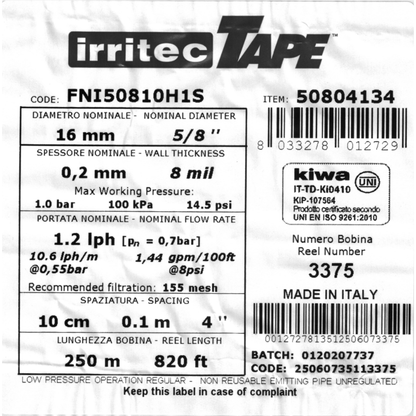 irritec TAPE™
CODE: FNI50810H1S
ITEM: 50804134
DIAMETRO NOMINALE - NOMINAL DIAMETER
16 mm 5/8 "
SPESSORE NOMINALE - WALL THICKNESS
0,2 mm 8 mil
Max Working Pressure:
1.0 bar 100 kPa 14.5 psi
PORTATA NOMINALE - NOMINAL FLOW RATE
1.2 lph [pn = 0,7bar]
10.6 lph/m 1,44 gpm/100ft
@0,55bar @8psi
Recommended filtration: 155 mesh
SPAZIATURA - SPACING
10 cm 0.1 m 4 "
LUNGHEZZA BOBINA - REEL LENGTH
250 m 820 ft
8 033278 012729
kiwa UNI
IT-TD-Ki0410
KIP-107564
Prodotto certificato secondo
UNI EN ISO 9261:2010
Numero Bobina
Reel Number
3375
MADE IN ITALY
00127278135125060733375
BATCH: 0120207737
CODE: 25060735113375
LOW PRESSURE OPERATION REGULAR - NON REUSABLE EMITTING PIPE UNREGULATED
Keep this label in case of complaint